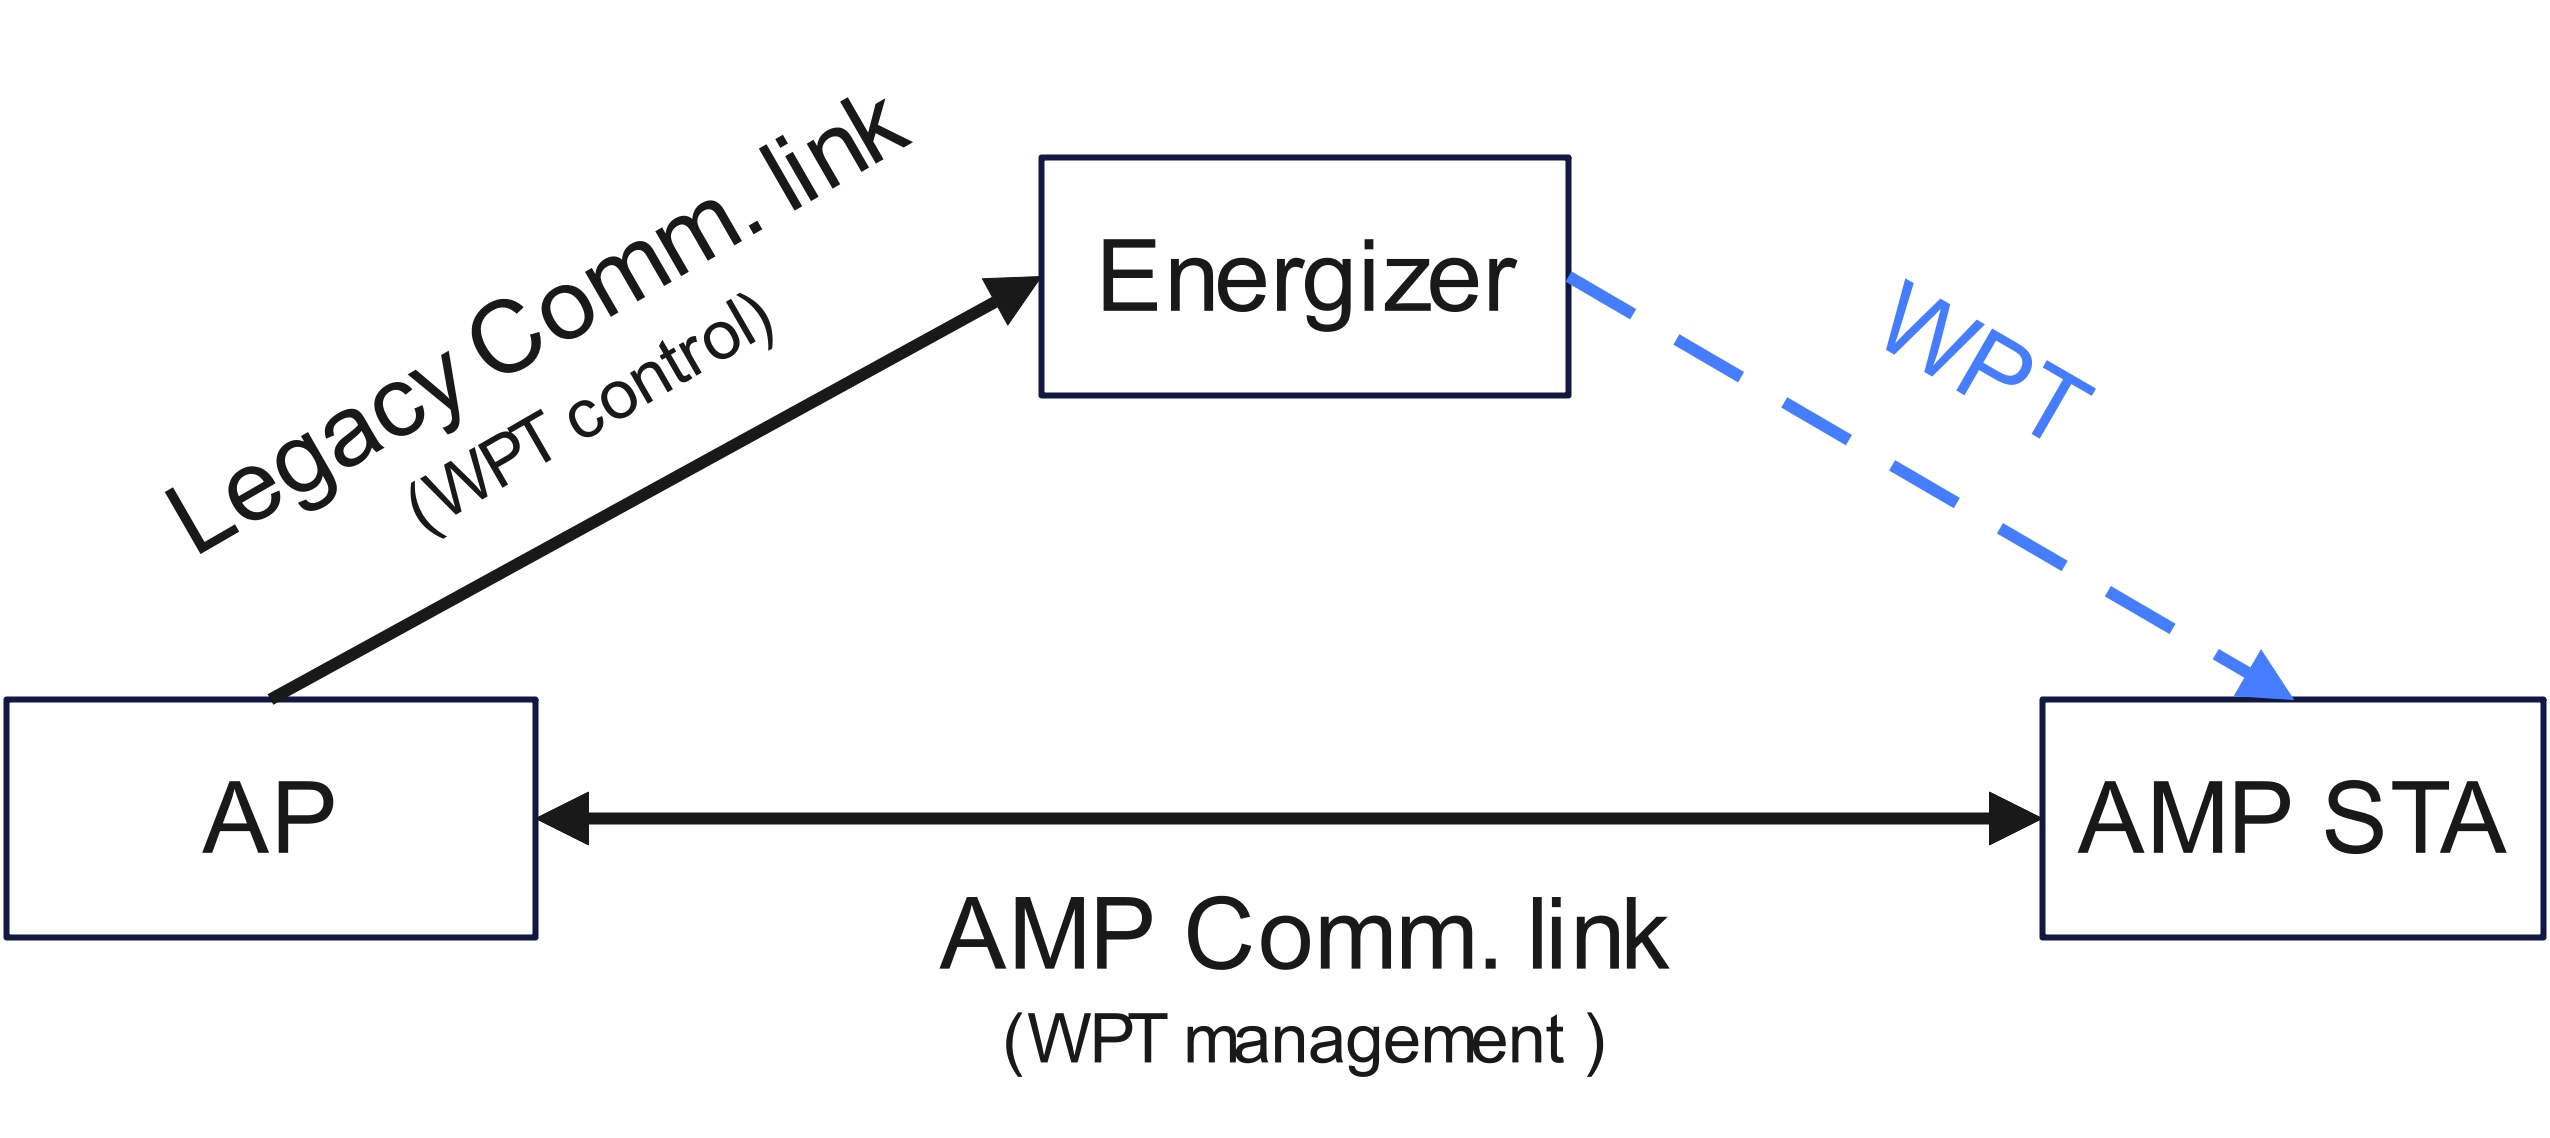 Legacy Comm. link
(WPT control)
Energizer
WPT
AP
AMP STA
AMP Comm. link
(WPT management )